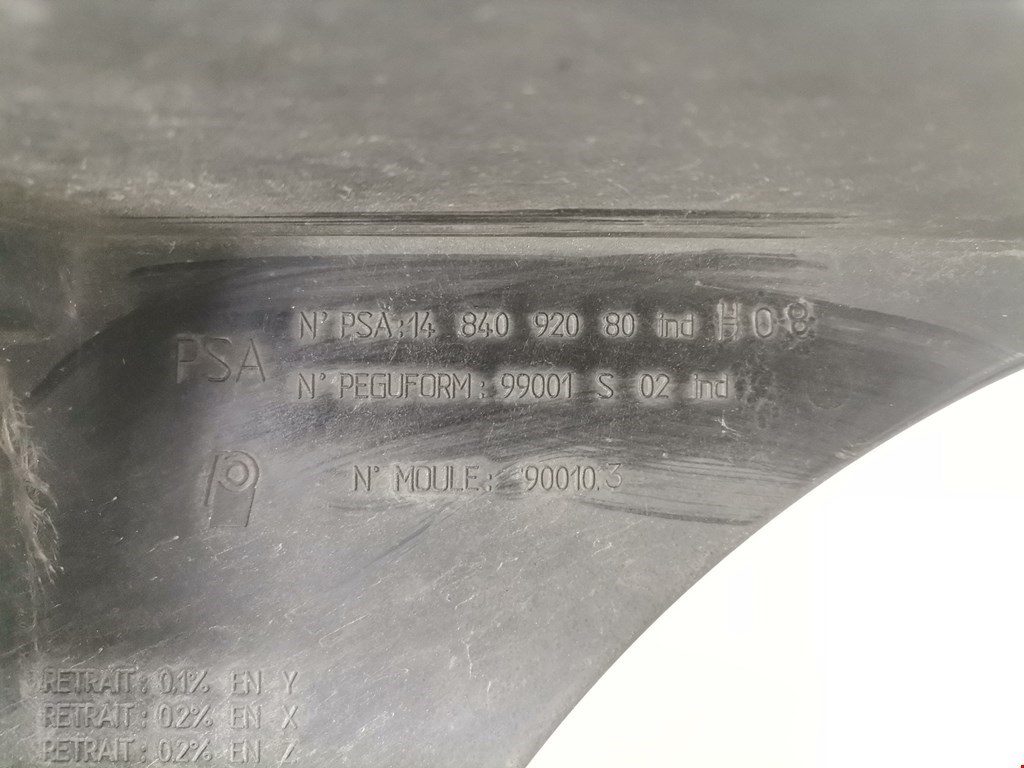 N° PSA:14 840 920 80 ind H08
PSA
N° PEGUFORM: 99001 S 02 ind
N° MOULE: 90010.3
RETRAIT: 0.1% EN Y
RETRAIT: 0.2% EN X
RETRAIT: 0.2% EN Z